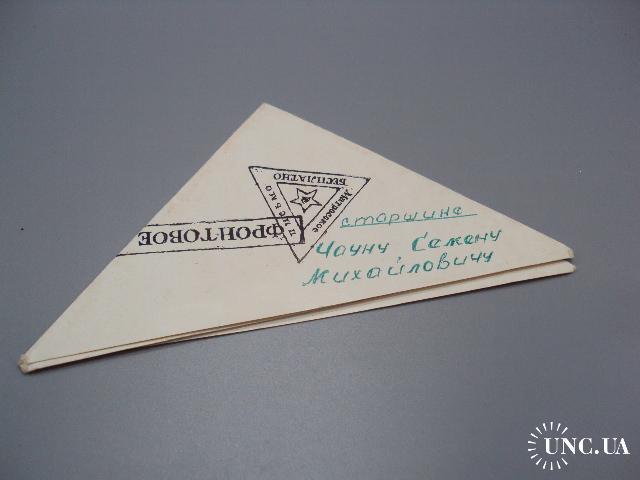 ФРОНТОВОЕ
Матросское
ПИСЬМО
БЕСПЛАТНО
старшине
Чауну Семену
Михайловичу
UNC.UA